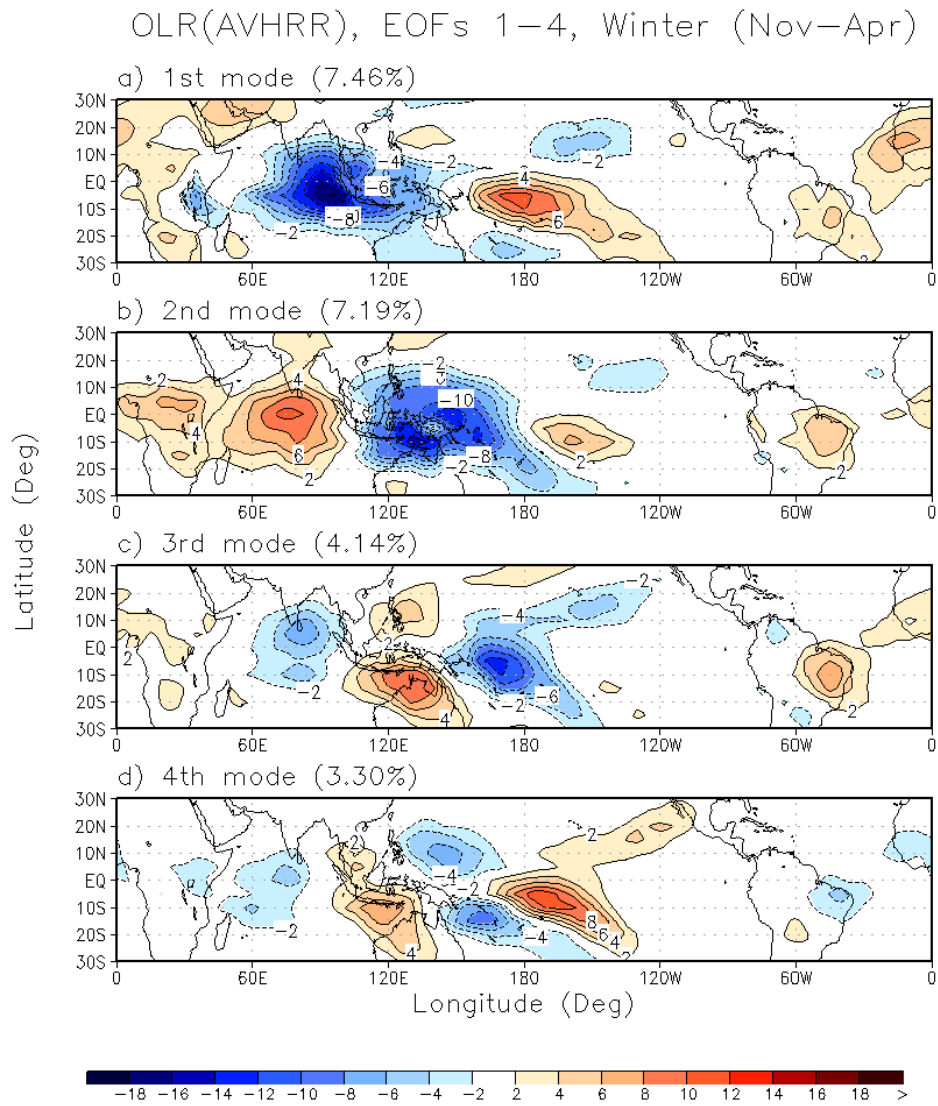 OLR(AVHRR), EOFs 1-4, Winter (Nov-Apr)
a) 1st mode (7.46%)
30N
20N
10N
EQ
10S
20S
30S
-4
-2
-2
-6
4
-8
-2
6
2
0 60E 120E 180 120W 60W 0
b) 2nd mode (7.19%)
30N
20N
10N
EQ
10S
20S
30S
-2
2
4
-10
4
6
-8
2
-2
2
2
0 60E 120E 180 120W 60W 0
Latitude (Deg)
c) 3rd mode (4.14%)
30N
20N
10N
EQ
10S
20S
30S
-2
-4
2
2
-2
-2
-6
4
2
0 60E 120E 180 120W 60W 0
d) 4th mode (3.30%)
30N
20N
10N
EQ
10S
20S
30S
2
2
-4
-2
-2
-4
8
6
4
4
2
0 60E 120E 180 120W 60W 0
Longitude (Deg)
-18 -16 -14 -12 -10 -8 -6 -4 -2 2 4 6 8 10 12 14 16 18 >